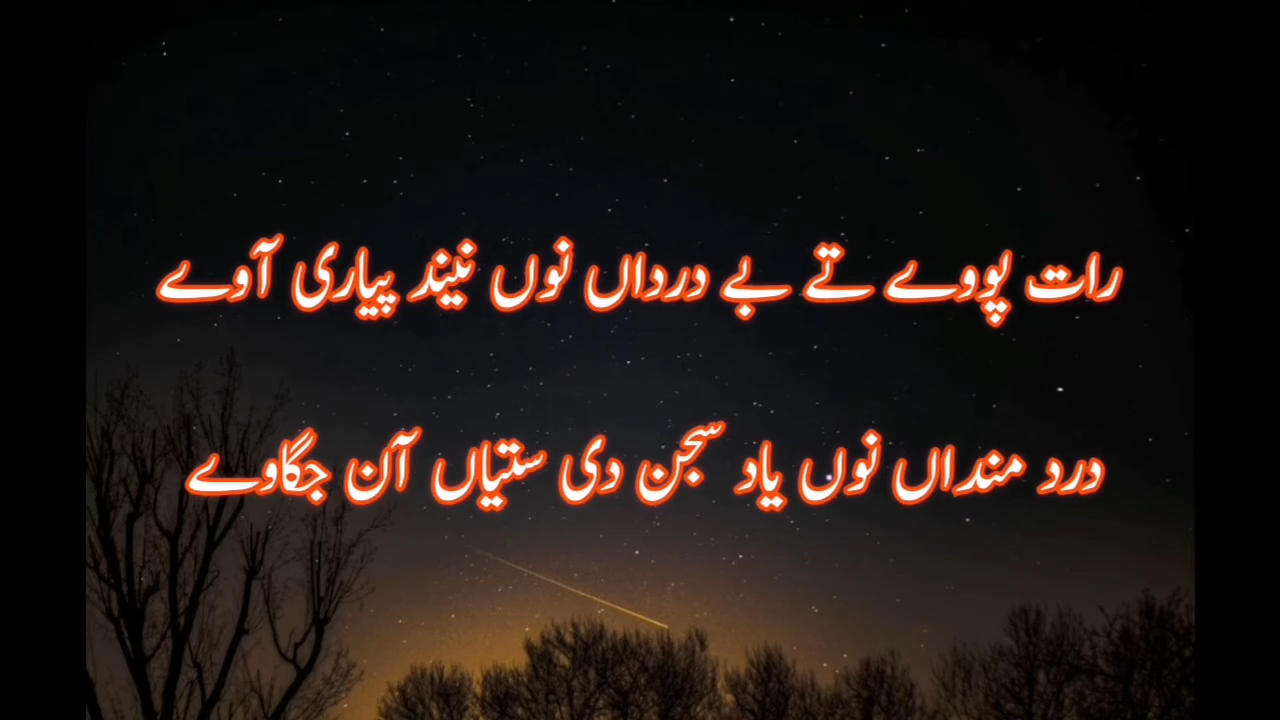 رات پووے تے بے درداں نوں نیند پیاری آوے
درد منداں نوں یاد سجن دی ستیاں آن جگاوے